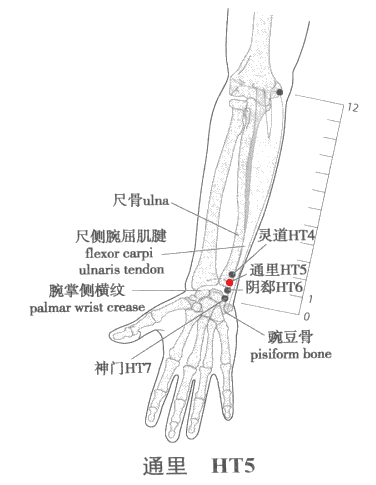 12
尺骨ulna
尺侧腕屈肌腱
flexor carpi
ulnaris tendon
灵道HT4
通里HT5
阴郄HT6
腕掌侧横纹
palmar wrist crease
1
0
豌豆骨
pisiform bone
神门HT7
通里 HT5